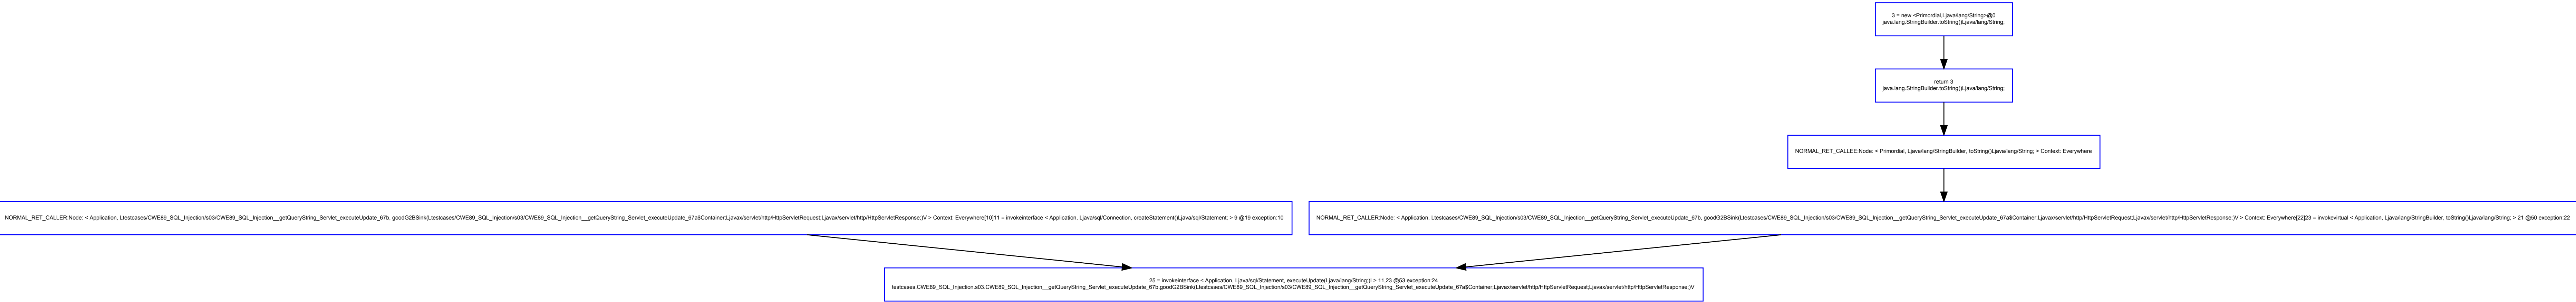 3 = new <Primordial,Ljava/lang/String>@0
java.lang.StringBuilder.toString()Ljava/lang/String;
return 3
java.lang.StringBuilder.toString()Ljava/lang/String;
NORMAL_RET_CALLEE:Node: < Primordial, Ljava/lang/StringBuilder, toString()Ljava/lang/String; > Context: Everywhere
NORMAL_RET_CALLER:Node: < Application, Ltestcases/CWE89_SQL_Injection/s03/CWE89_SQL_Injection__getQueryString_Servlet_executeUpdate_67b, goodG2BSink(Ltestcases/CWE89_SQL_Injection/s03/CWE89_SQL_Injection__getQueryString_Servlet_executeUpdate_67a$Container;Ljavax/servlet/http/HttpServletRequest;Ljavax/servlet/http/HttpServletResponse;)V > Context: Everywhere[10]11 = invokeinterface < Application, Ljava/sql/Connection, createStatement()Ljava/sql/Statement; > 9 @19 exception:10
NORMAL_RET_CALLER:Node: < Application, Ltestcases/CWE89_SQL_Injection/s03/CWE89_SQL_Injection__getQueryString_Servlet_executeUpdate_67b, goodG2BSink(Ltestcases/CWE89_SQL_Injection/s03/CWE89_SQL_Injection__getQueryString_Servlet_executeUpdate_67a$Container;Ljavax/servlet/http/HttpServletRequest;Ljavax/servlet/http/HttpServletResponse;)V > Context: Everywhere[22]23 = invokevirtual < Application, Ljava/lang/StringBuilder, toString()Ljava/lang/String; > 21 @50 exception:22
25 = invokeinterface < Application, Ljava/sql/Statement, executeUpdate(Ljava/lang/String;)I > 11,23 @53 exception:24
testcases.CWE89_SQL_Injection.s03.CWE89_SQL_Injection__getQueryString_Servlet_executeUpdate_67b.goodG2BSink(Ltestcases/CWE89_SQL_Injection/s03/CWE89_SQL_Injection__getQueryString_Servlet_executeUpdate_67a$Container;Ljavax/servlet/http/HttpServletRequest;Ljavax/servlet/http/HttpServletResponse;)V